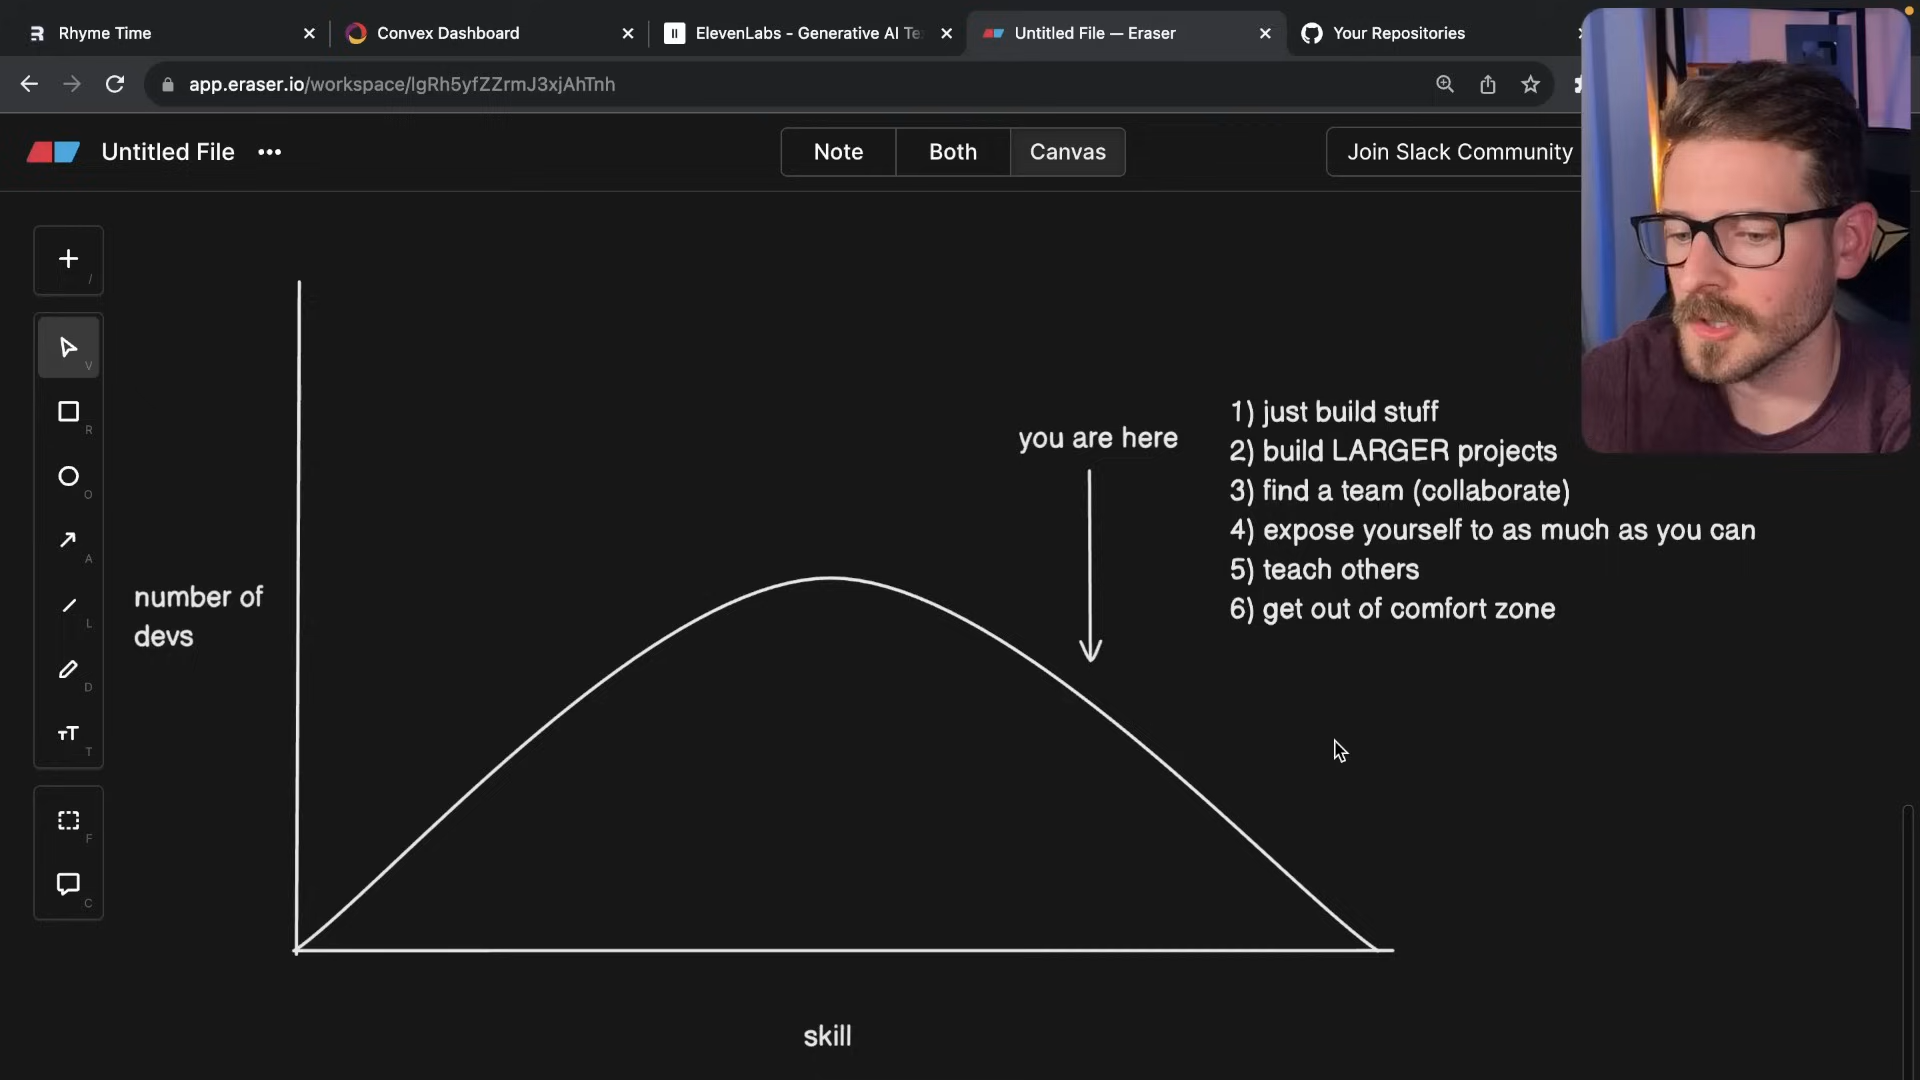 Rhyme Time
Convex Dashboard
ElevenLabs - Generative AI Te
Untitled File — Eraser
Your Repositories
app.eraser.io/workspace/lgRh5yfZZrmJ3xjAhTnh
Untitled File
Note
Both
Canvas
Join Slack Community
/
V
R
O
A
L
D
T
F
C
number of
devs
you are here
1) just build stuff
2) build LARGER projects
3) find a team (collaborate)
4) expose yourself to as much as you can
5) teach others
6) get out of comfort zone
skill